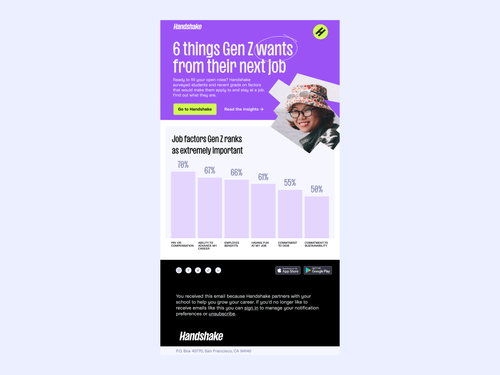 Handshake
6 things Gen Z wants
from their next job
Ready to fill your open roles? Handshake
surveyed students and recent grads on factors
that would make them apply to and stay at a job.
Find out what they are.
Go to Handshake
Read the insights →
Job factors Gen Z ranks
as extremely important
70%
67%
66%
61%
55%
50%
PAY OR
COMPENSATION
ABILITY TO
ADVANCE MY
CAREER
EMPLOYEE
BENEFITS
HAVING FUN
AT MY JOB
COMMITMENT
TO DEIB
COMMITMENT TO
SUSTAINABILITY
App Store
Google Play
You received this email because Handshake partners with your
school to help you grow your career. If you'd no longer like to
receive emails like this you can sign in to manage your notification
preferences or unsubscribe.
Handshake
P.O. Box 40770, San Francisco, CA 94140